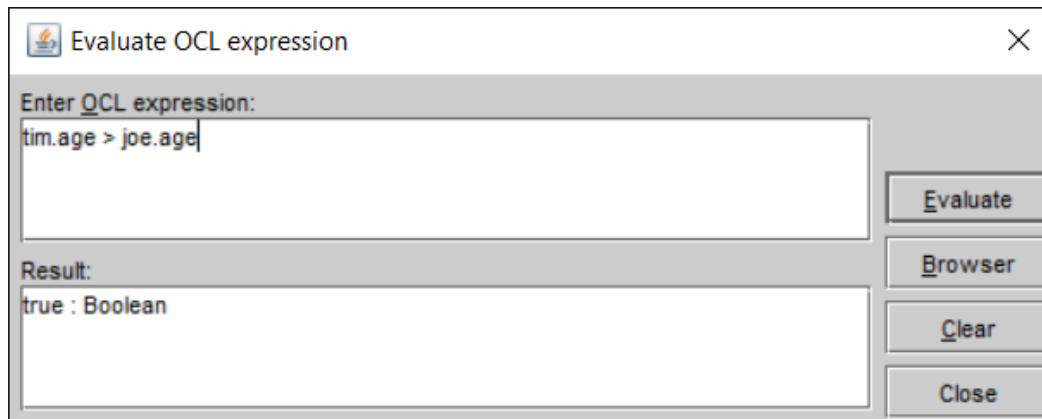 Evaluate OCL expression
Enter OCL expression:
tim.age > joe.age
Evaluate
Browser
Result:
true : Boolean
Clear
Close